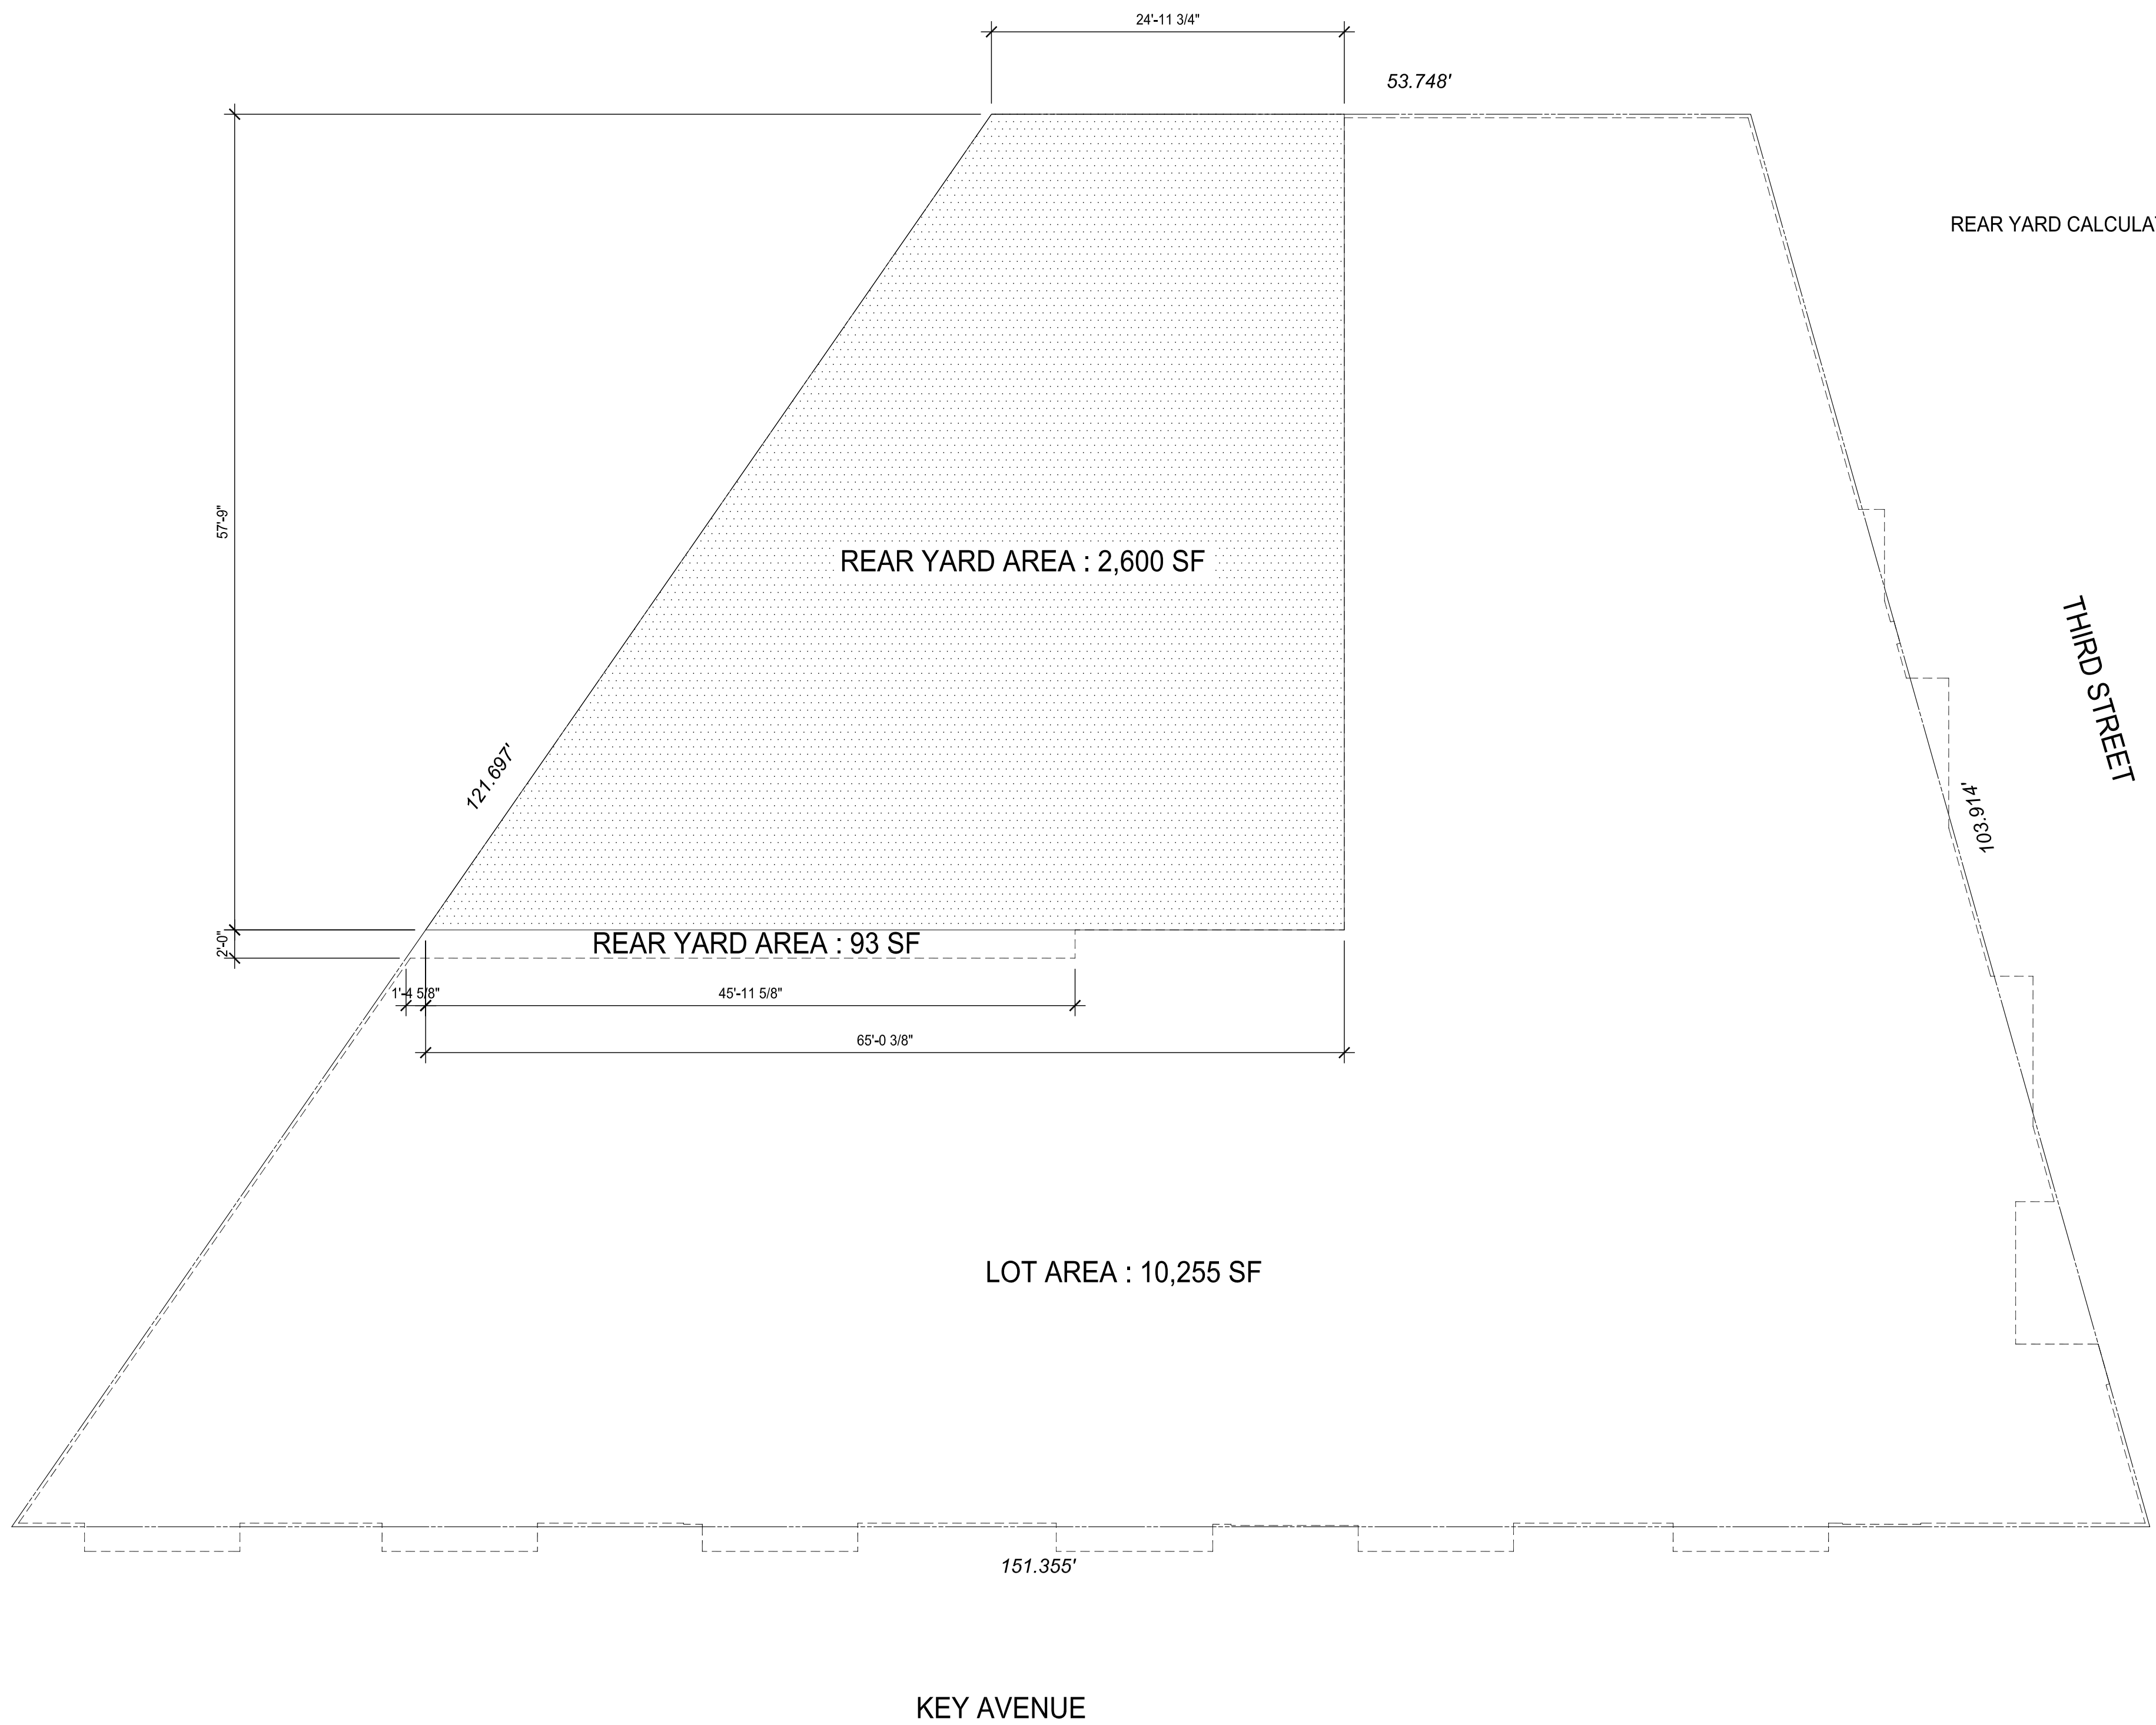 24'-11 3/4"
53.748'
REAR YARD CALCULA
57'-9"
REAR YARD AREA : 2,600 SF
THIRD STREET
121.697'
103.914'
2'-0"
REAR YARD AREA : 93 SF
1'-4 5/8"
45'-11 5/8"
65'-0 3/8"
LOT AREA : 10,255 SF
151.355'
KEY AVENUE